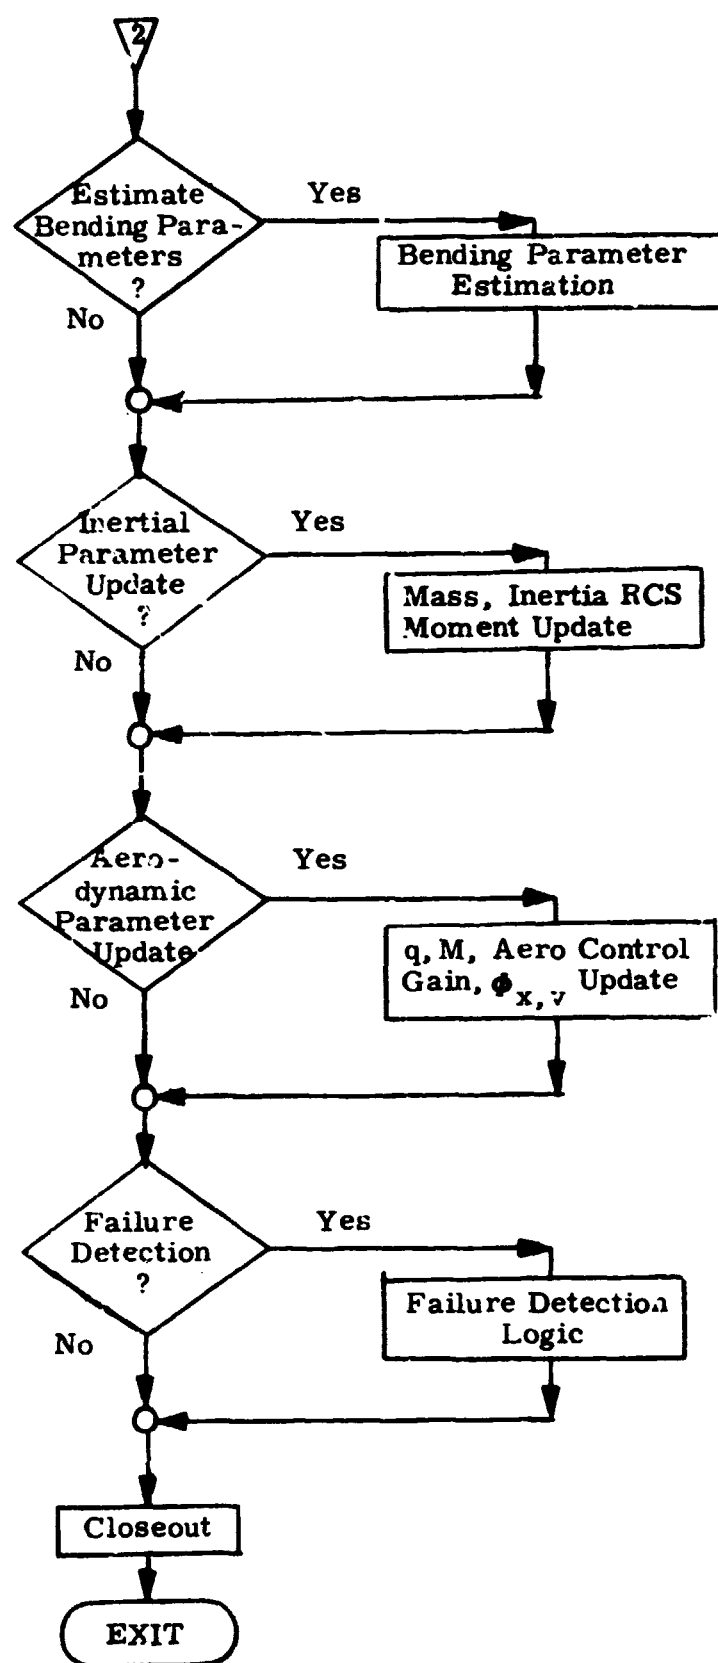 2
Estimate
Bending Para-
meters
?
Yes
Bending Parameter
Estimation
No
Inertial
Parameter
Update
?
Yes
Mass, Inertia RCS
Moment Update
No
Aero-
dynamic
Parameter
Update
Yes
q, M, Aero Control
Gain, ϕx, v Update
No
Failure
Detection
?
Yes
Failure Detection
Logic
No
Closeout
EXIT